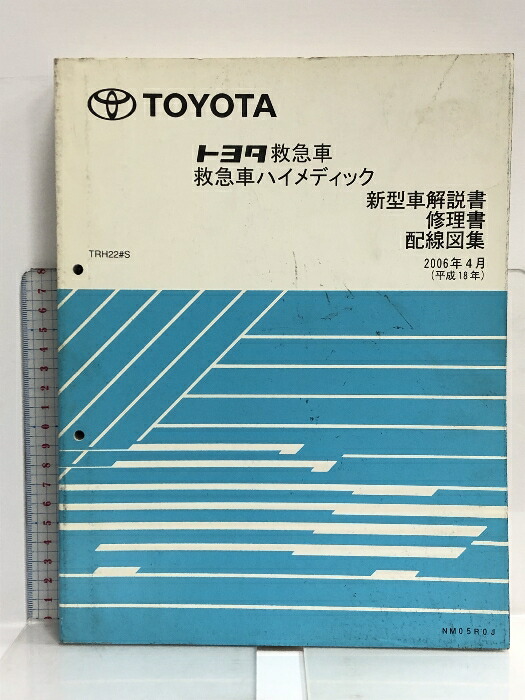 TOYOTA
トヨタ救急車
救急車ハイメディック
新型車解説書
修理書
配線図集
2006年4月
(平成18年)
TRH22#S
NM05R0J